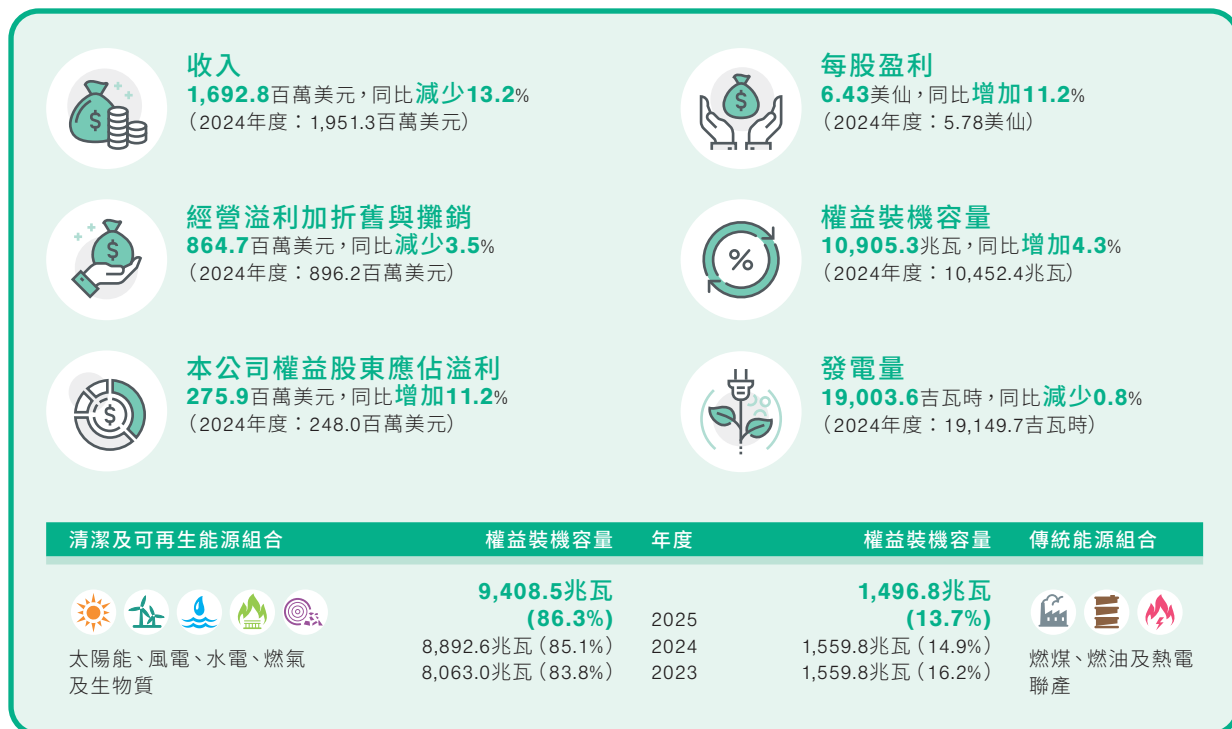 收入
1,692.8百萬美元，同比減少13.2%
（2024年度：1,951.3百萬美元）
每股盈利
6.43美仙，同比增加11.2%
（2024年度：5.78美仙）
經營溢利加折舊與攤銷
864.7百萬美元，同比減少3.5%
（2024年度：896.2百萬美元）
權益裝機容量
10,905.3兆瓦，同比增加4.3%
（2024年度：10,452.4兆瓦）
本公司權益股東應佔溢利
275.9百萬美元，同比增加11.2%
（2024年度：248.0百萬美元）
發電量
19,003.6吉瓦時，同比減少0.8%
（2024年度：19,149.7吉瓦時）
清潔及可再生能源組合 權益裝機容量 年度 權益裝機容量 傳統能源組合
9,408.5兆瓦 1,496.8兆瓦
(86.3%) 2025 (13.7%)
8,892.6兆瓦（85.1%） 2024 1,559.8兆瓦（14.9%）
8,063.0兆瓦（83.8%） 2023 1,559.8兆瓦（16.2%）
太陽能、風電、水電、燃氣
及生物質
燃煤、燃油及熱電
聯產